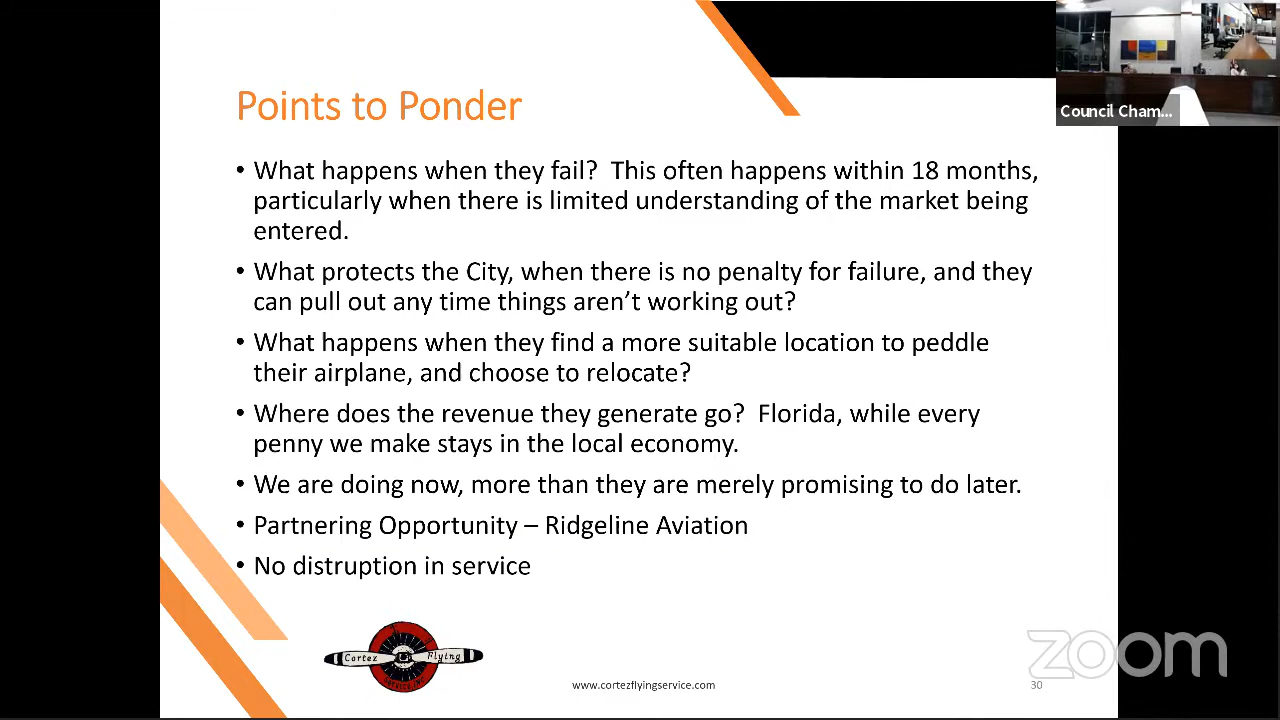 Points to Ponder
• What happens when they fail?  This often happens within 18 months,
particularly when there is limited understanding of the market being
entered.
• What protects the City, when there is no penalty for failure, and they
can pull out any time things aren’t working out?
• What happens when they find a more suitable location to peddle
their airplane, and choose to relocate?
• Where does the revenue they generate go?  Florida, while every
penny we make stays in the local economy.
• We are doing now, more than they are merely promising to do later.
• Partnering Opportunity – Ridgeline Aviation
• No distruption in service
Cortez Flying
SERVICE, INC.
www.cortezflyingservice.com
30
Council Cham...
zoom